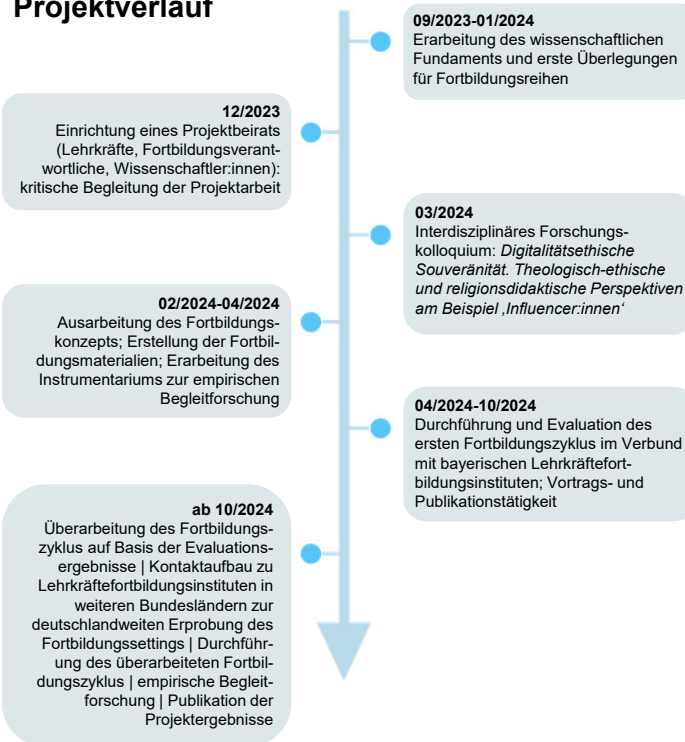 Projektverlauf
09/2023-01/2024
Erarbeitung des wissenschaftlichen
Fundaments und erste Überlegungen
für Fortbildungsreihen
12/2023
Einrichtung eines Projektbeirats
(Lehrkräfte, Fortbildungsverant-
wortliche, Wissenschaftler:innen):
kritische Begleitung der Projektarbeit
03/2024
Interdisziplinäres Forschungs-
kolloquium: Digitalitätsethische
Souveränität. Theologisch-ethische
und religionsdidaktische Perspektiven
am Beispiel ‚Influencer:innen‘
02/2024-04/2024
Ausarbeitung des Fortbildungs-
konzepts; Erstellung der Fortbil-
dungsmaterialien; Erarbeitung des
Instrumentariums zur empirischen
Begleitforschung
04/2024-10/2024
Durchführung und Evaluation des
ersten Fortbildungszyklus im Verbund
mit bayerischen Lehrkräftefort-
bildungsinstituten; Vortrags- und
Publikationstätigkeit
ab 10/2024
Überarbeitung des Fortbildungs-
zyklus auf Basis der Evaluations-
ergebnisse | Kontaktaufbau zu
Lehrkräftefortbildungsinstituten in
weiteren Bundesländern zur
deutschlandweiten Erprobung des
Fortbildungssettings | Durchführ-
ung des überarbeiteten Fortbil-
dungszyklus | empirische Begleit-
forschung | Publikation der
Projektergebnisse